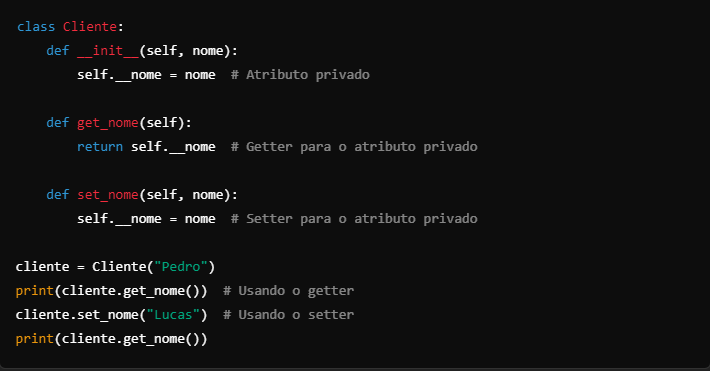 class Cliente:
    def __init__(self, nome):
        self.__nome = nome  # Atributo privado

    def get_nome(self):
        return self.__nome  # Getter para o atributo privado

    def set_nome(self, nome):
        self.__nome = nome  # Setter para o atributo privado

cliente = Cliente("Pedro")
print(cliente.get_nome())  # Usando o getter
cliente.set_nome("Lucas")  # Usando o setter
print(cliente.get_nome())